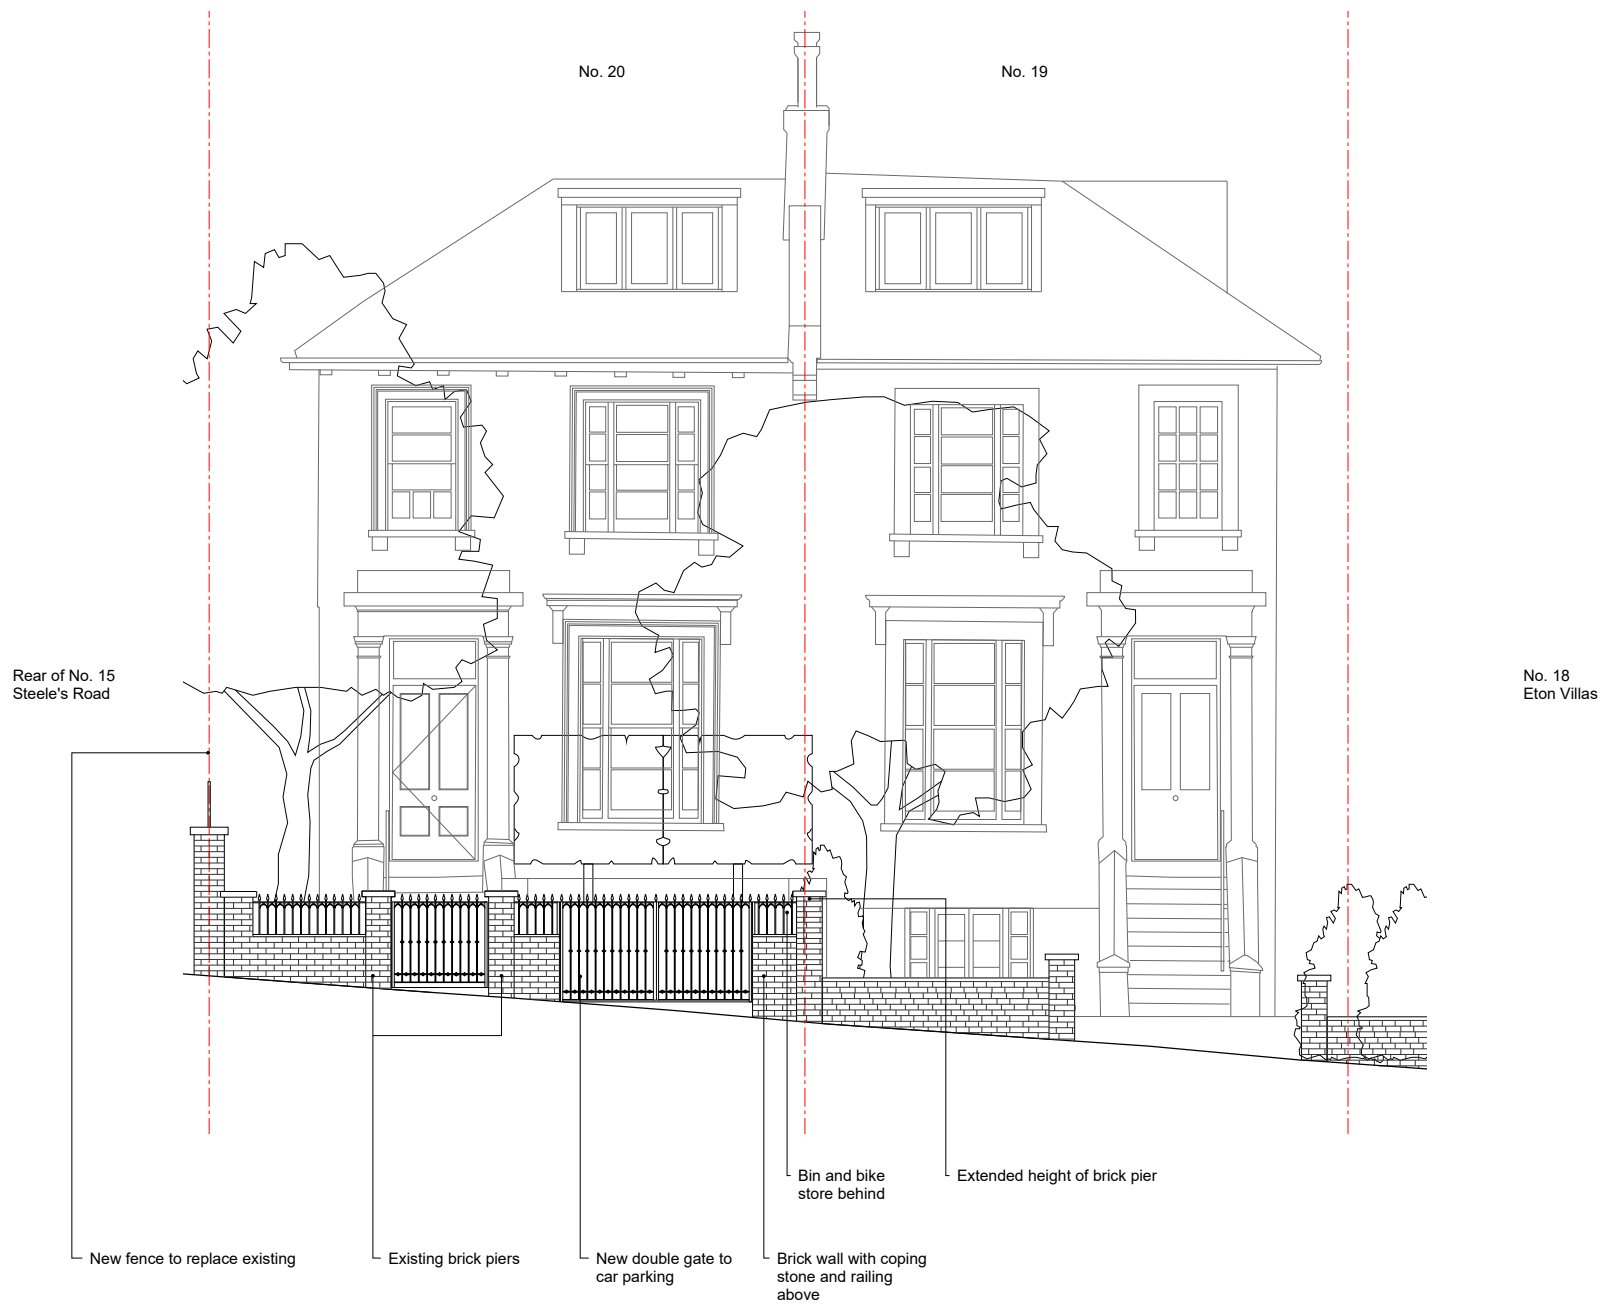 No. 20
No. 19
Rear of No. 15
Steele's Road
No. 18
Eton Villas
Bin and bike
store behind
Extended height of brick pier
New fence to replace existing
Existing brick piers
New double gate to
car parking
Brick wall with coping
stone and railing
above